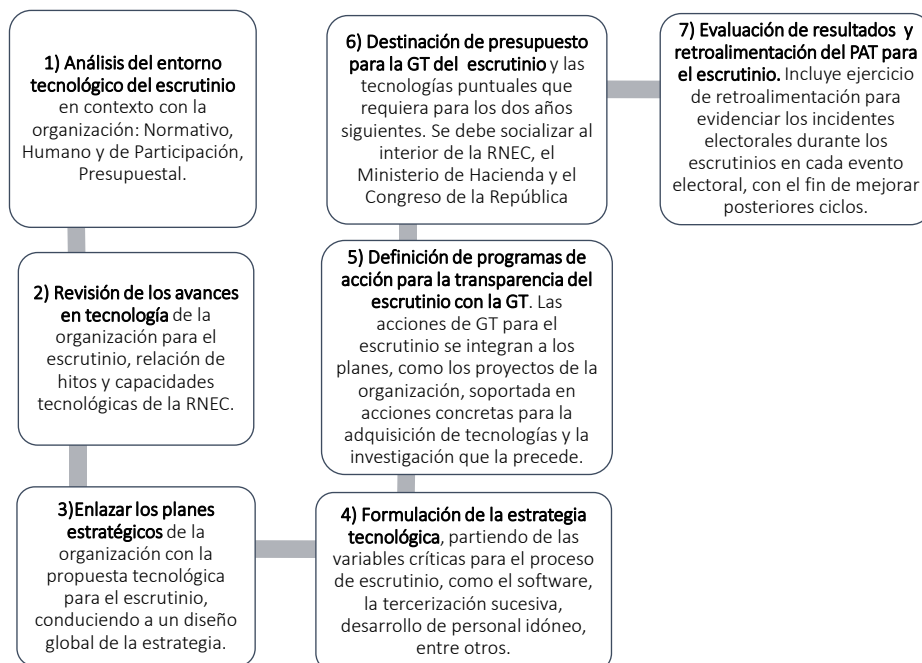 1) Análisis del entorno
tecnológico del escrutinio
en contexto con la
organización: Normativo,
Humano y de Participación,
Presupuestal.
2) Revisión de los avances
en tecnología de la
organización para el
escrutinio, relación de
hitos y capacidades
tecnológicas de la RNEC.
3)Enlazar los planes
estratégicos de la
organización con la
propuesta tecnológica
para el escrutinio,
conduciendo a un diseño
global de la estrategia.
4) Formulación de la estrategia
tecnológica, partiendo de las
variables críticas para el proceso
de escrutinio, como el software,
la tercerización sucesiva,
desarrollo de personal idóneo,
entre otros.
5) Definición de programas de
acción para la transparencia del
escrutinio con la GT. Las
acciones de GT para el
escrutinio se integran a los
planes, como los proyectos de la
organización, soportada en
acciones concretas para la
adquisición de tecnologías y la
investigación que la precede.
6) Destinación de presupuesto
para la GT del escrutinio y las
tecnologías puntuales que
requiera para los dos años
siguientes. Se debe socializar al
interior de la RNEC, el
Ministerio de Hacienda y el
Congreso de la República
7) Evaluación de resultados y
retroalimentación del PAT para
el escrutinio. Incluye ejercicio
de retroalimentación para
evidenciar los incidentes
electorales durante los
escrutinios en cada evento
electoral, con el fin de mejorar
posteriores ciclos.